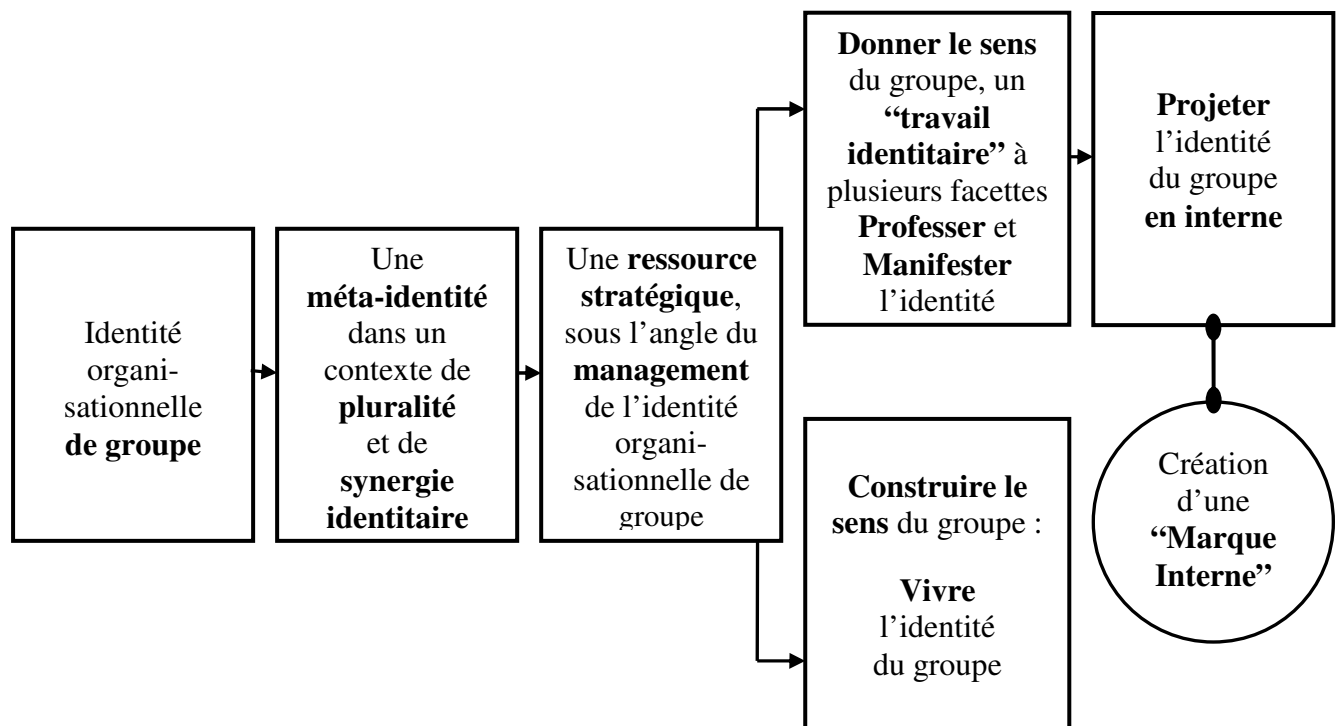 Identité
organi-
sationnelle
de groupe
Une
méta-identité
dans un
contexte de
pluralité
et de
synergie
identitaire
Une ressource
stratégique,
sous l’angle du
management
de l’identité
organi-
sationnelle de
groupe
Donner le sens
du groupe, un
“travail
identitaire” à
plusieurs facettes
Professer et
Manifester
l’identité
Projeter
l’identité
du groupe
en interne
Construire le
sens du groupe :
Vivre
l’identité
du groupe
Création
d’une
“Marque
Interne”